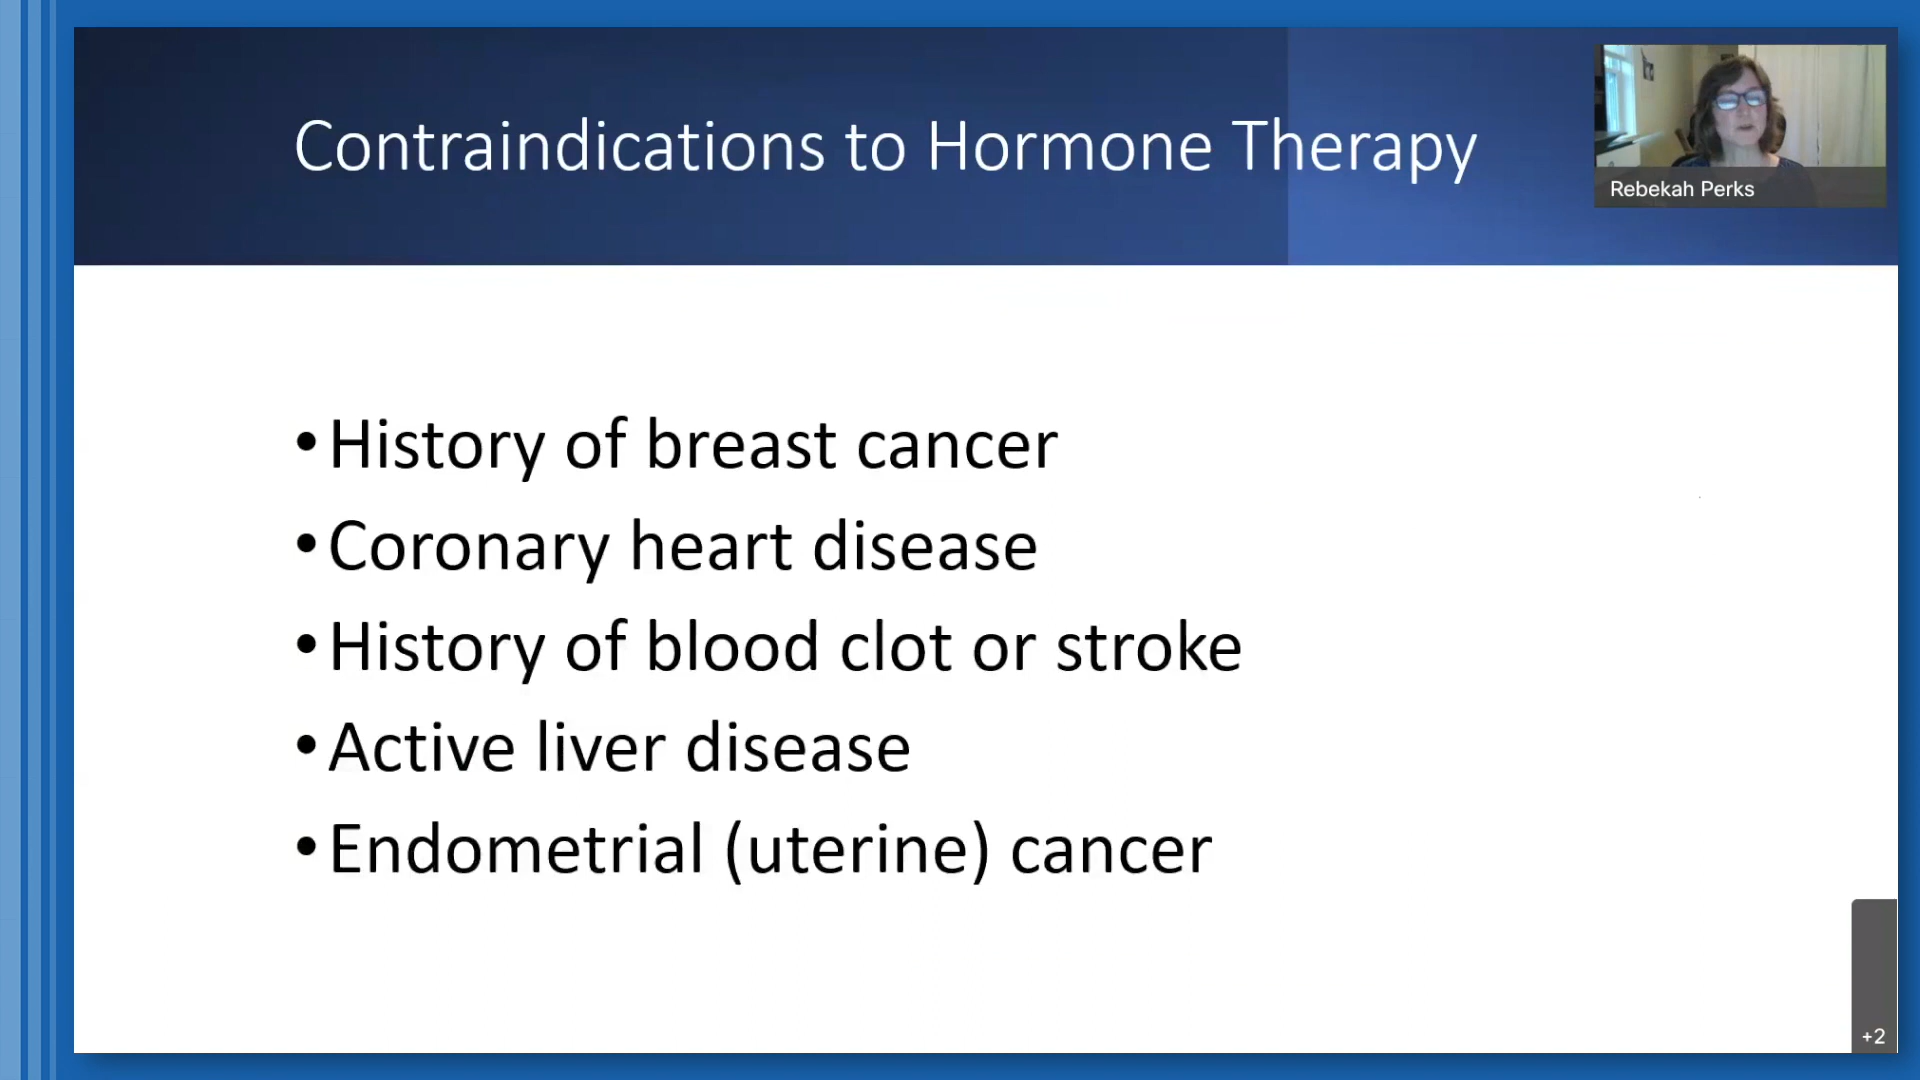 Contraindications to Hormone Therapy
Rebekah Perks
•History of breast cancer
•Coronary heart disease
•History of blood clot or stroke
•Active liver disease
•Endometrial (uterine) cancer
+2